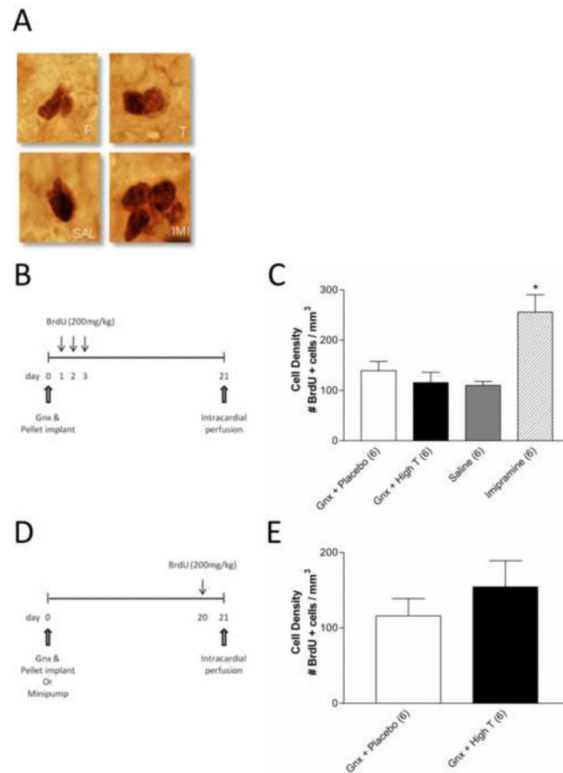 A
P
T
SAL
IMI
B
BrdU (200mg/kg)
day 0 1 2 3 21
Gnx &
Pellet implant
Intracardial
perfusion
C
Cell Density
# BrdU + cells / mm³
300
200
100
0
*
Gnx + Placebo (6)
Gnx + High T (6)
Saline (6)
Imipramine (6)
D
BrdU (200mg/kg)
day 0 20 21
Gnx &
Pellet implant
Or
Minipump
Intracardial
perfusion
E
Cell Density
# BrdU + cells / mm³
200
100
0
Gnx + Placebo (6)
Gnx + High T (6)